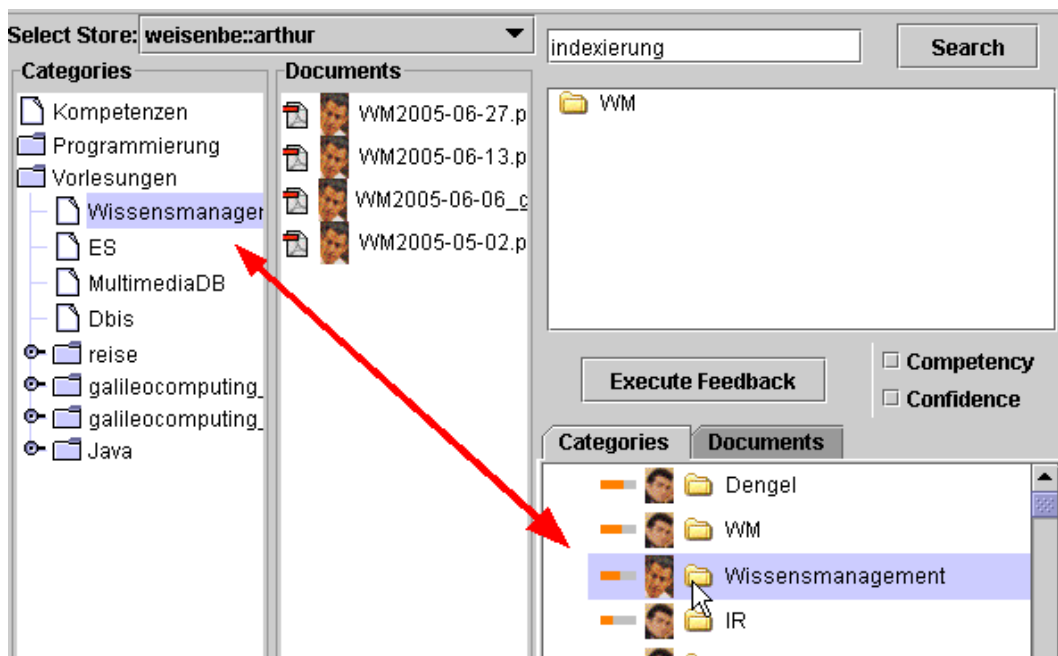 Select Store: weisenbe::arthur
indexierung
Search
Categories
Kompetenzen
Programmierung
Vorlesungen
Wissensmanager
ES
MultimediaDB
Dbis
reise
galileocomputing_
galileocomputing_
Java
Documents
WM2005-06-27.p
WM2005-06-13.p
WM2005-06-06_c
WM2005-05-02.p
WM
Execute Feedback
Competency
Confidence
Categories Documents
Dengel
WM
Wissensmanagement
IR